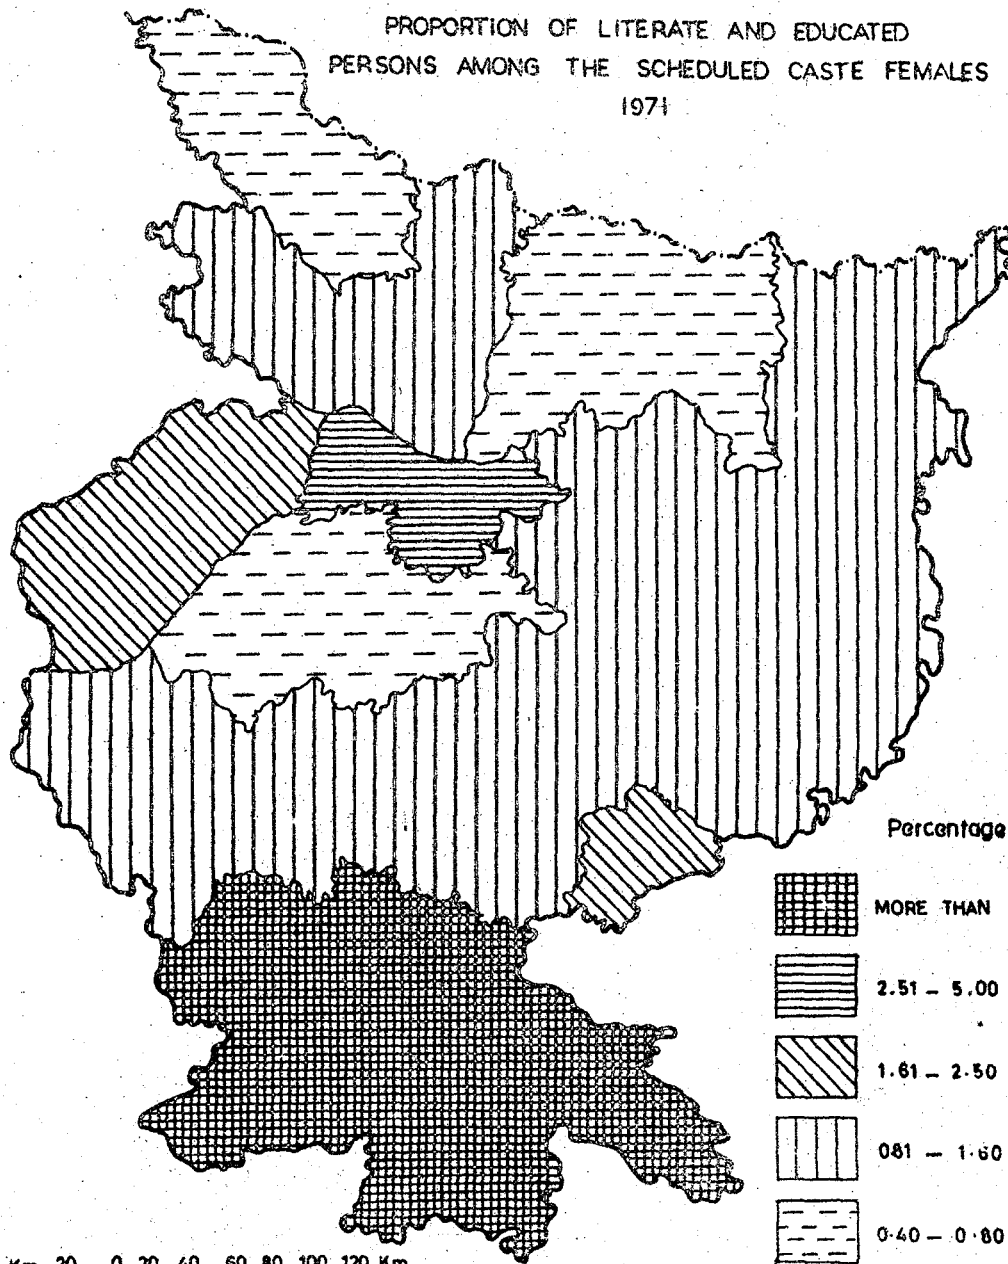 PROPORTION OF LITERATE AND EDUCATED
PERSONS AMONG THE SCHEDULED CASTE FEMALES
1971
Percentage
MORE THAN
2.51 – 5.00
1.61 – 2.50
081 – 1.60
0.40 – 0.80
Km 20 0 20 40 60 80 100 120 Km